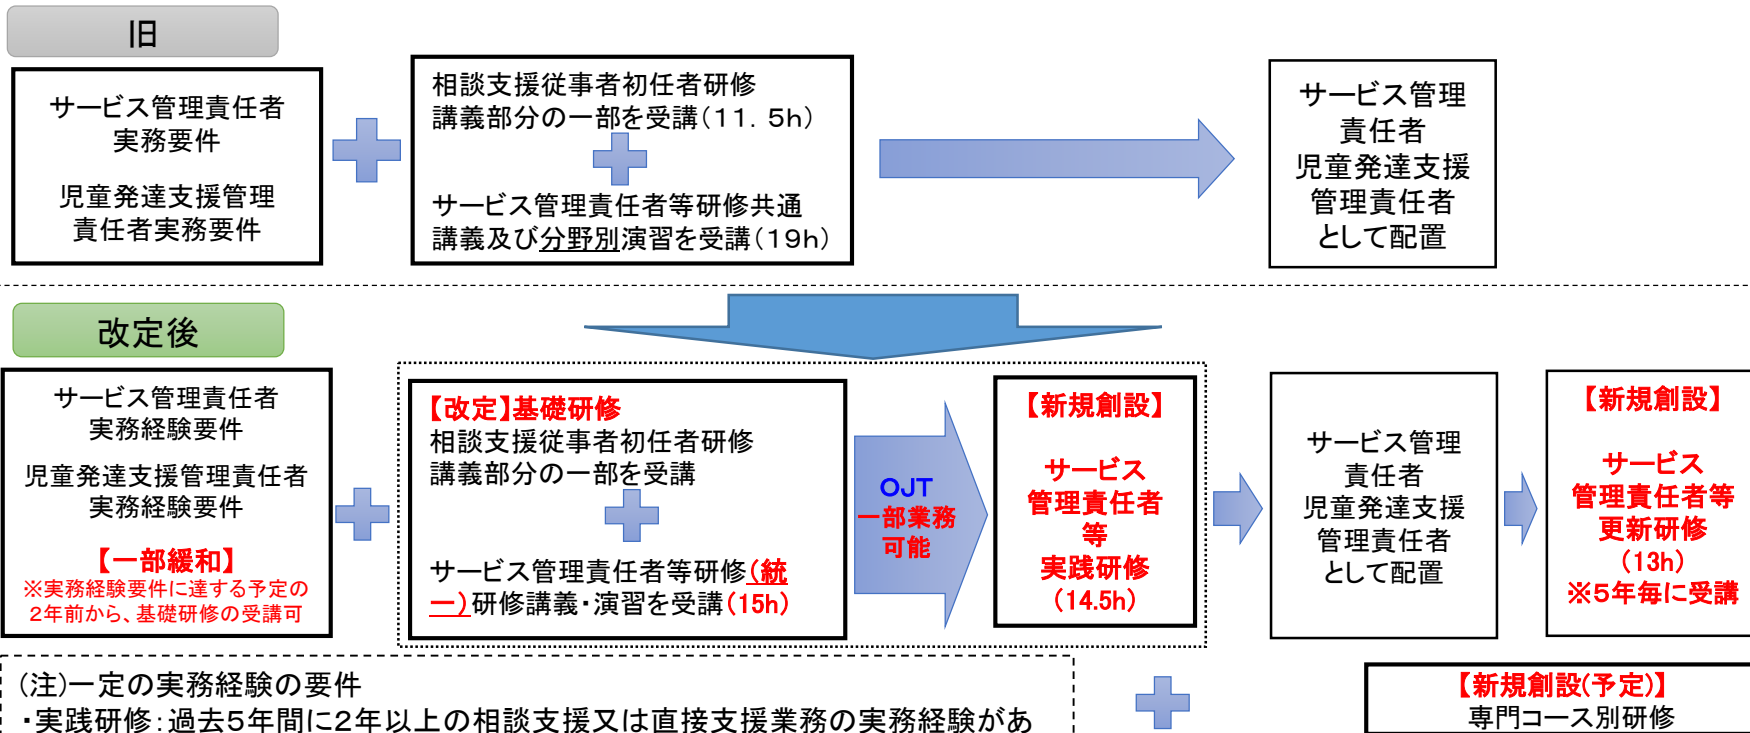 旧
サービス管理責任者
実務要件
児童発達支援管理
責任者実務要件
相談支援従事者初任者研修
講義部分の一部を受講(11．5h)
サービス管理責任者等研修共通
講義及び分野別演習を受講(19h)
サービス管理
責任者
児童発達支援
管理責任者
として配置
改定後
サービス管理責任者
実務経験要件
児童発達支援管理責任者
実務経験要件
【一部緩和】
※実務経験要件に達する予定の
2年前から、基礎研修の受講可
【改定】基礎研修
相談支援従事者初任者研修
講義部分の一部を受講
サービス管理責任者等研修(統
一)研修講義・演習を受講(15h)
OJT
一部業務
可能
【新規創設】
サービス
管理責任者
等
実践研修
(14.5h)
サービス管理
責任者
児童発達支援
管理責任者
として配置
【新規創設】
サービス
管理責任者等
更新研修
(13h)
※5年毎に受講
(注)一定の実務経験の要件
・実践研修：過去5年間に2年以上の相談支援又は直接支援業務の実務経験があ
【新規創設(予定)】
専門コース別研修